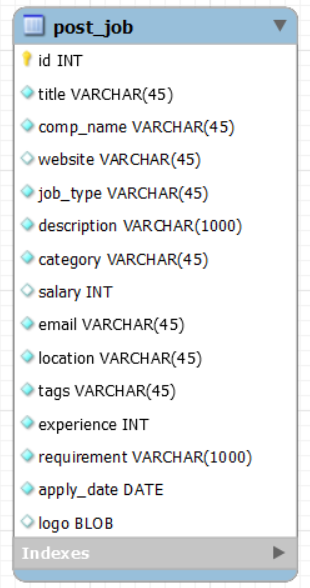 post_job
id INT
title VARCHAR(45)
comp_name VARCHAR(45)
website VARCHAR(45)
job_type VARCHAR(45)
description VARCHAR(1000)
category VARCHAR(45)
salary INT
email VARCHAR(45)
location VARCHAR(45)
tags VARCHAR(45)
experience INT
requirement VARCHAR(1000)
apply_date DATE
logo BLOB
Indexes